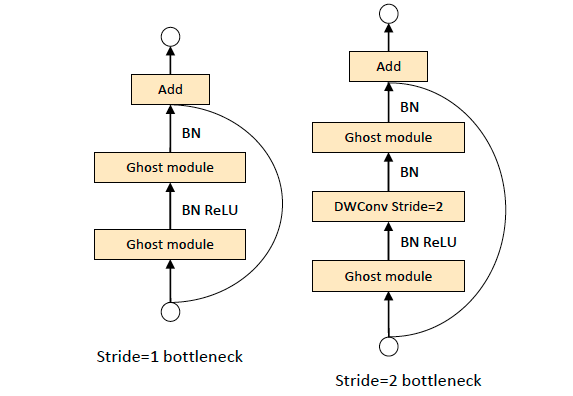 Add
BN
Ghost module
BN ReLU
Ghost module
Stride=1 bottleneck
Add
BN
Ghost module
BN
DWConv Stride=2
BN ReLU
Ghost module
Stride=2 bottleneck